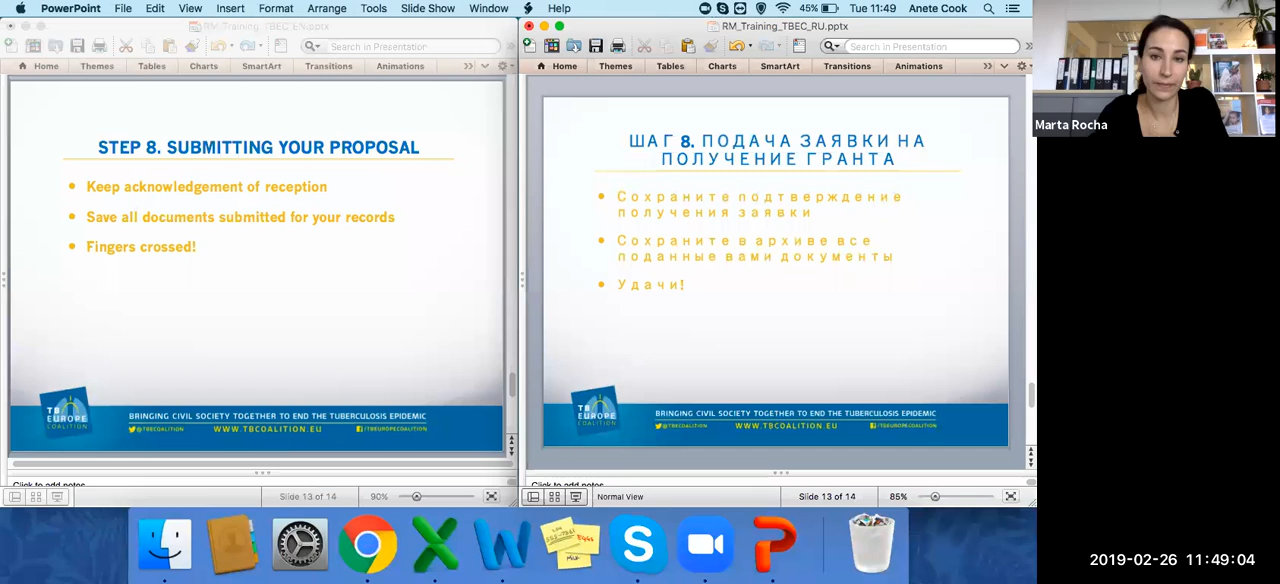 PowerPoint File Edit View Insert Format Arrange Tools Slide Show Window Help 45% Tue 11:49 Anete Cook
RM_Training_TBEC_EN.pptx
Search in Presentation
Home Themes Tables Charts SmartArt Transitions Animations
STEP 8. SUBMITTING YOUR PROPOSAL
Keep acknowledgement of reception
Save all documents submitted for your records
Fingers crossed!
TB
EUROPE
COALITION
BRINGING CIVIL SOCIETY TOGETHER TO END THE TUBERCULOSIS EPIDEMIC
@TBCOALITION WWW.TBCOALITION.EU /TBEUROPECOALITION
Click to add notes
Slide 13 of 14 90%
RM_Training_TBEC_RU.pptx
Search in Presentation
Home Themes Tables Charts SmartArt Transitions Animations
ШАГ 8. ПОДАЧА ЗАЯВКИ НА
ПОЛУЧЕНИЕ ГРАНТА
Сохраните подтверждение
получения заявки
Сохраните в архиве все
поданные вами документы
Удачи!
TB
EUROPE
COALITION
BRINGING CIVIL SOCIETY TOGETHER TO END THE TUBERCULOSIS EPIDEMIC
@TBCOALITION WWW.TBCOALITION.EU /TBEUROPECOALITION
Click to add notes
Normal View Slide 13 of 14 85%
Marta Rocha
2019-02-26 11:49:04